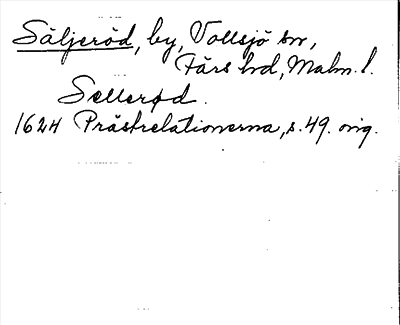 Säljeröd, by, Vollsjö sn,
Färs hd, Malm. l.
Sellerød.
1624 Prästrelationerna, s. 49. orig.